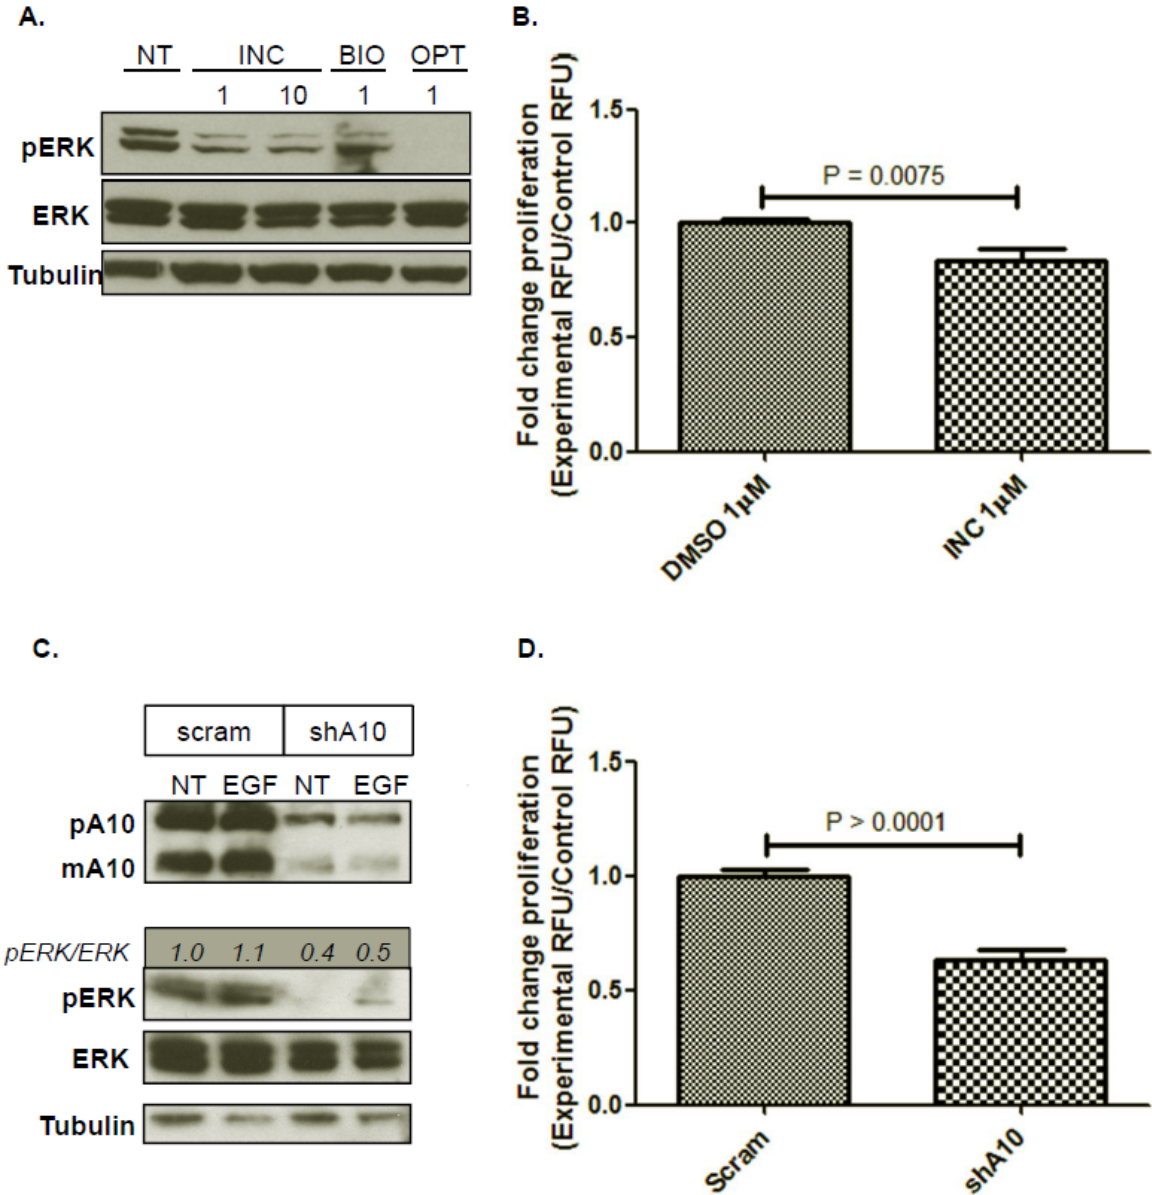 A.
NT INC BIO OPT
1 10 1 1
pERK
ERK
Tubulin
B.
Fold change proliferation
(Experimental RFU/Control RFU)
1.5
1.0
0.5
0.0
P = 0.0075
DMSO 1µM
INC 1µM
C.
scram shA10
NT EGF NT EGF
pA10
mA10
pERK/ERK 1.0 1.1 0.4 0.5
pERK
ERK
Tubulin
D.
Fold change proliferation
(Experimental RFU/Control RFU)
1.5
1.0
0.5
0.0
P > 0.0001
Scram
shA10